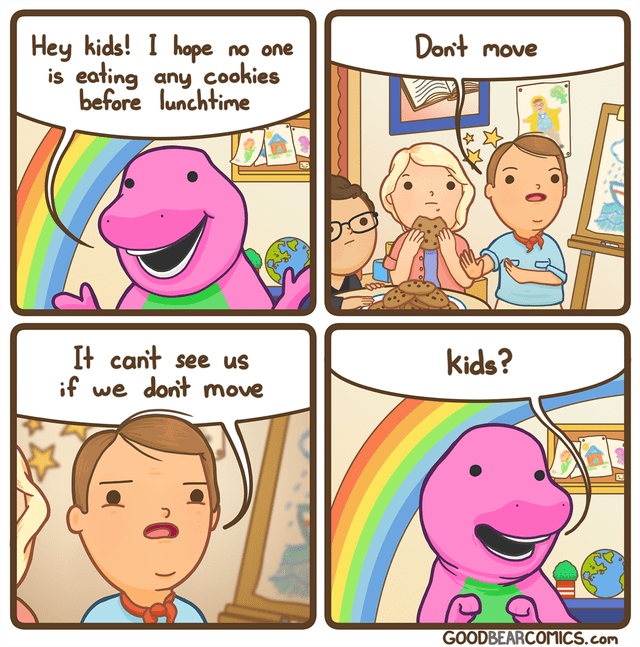 Hey kids! I hope no one
is eating any cookies
before lunchtime
Don't move
It can't see us
if we don't move
kids?
GOODBEARCOMICS.com